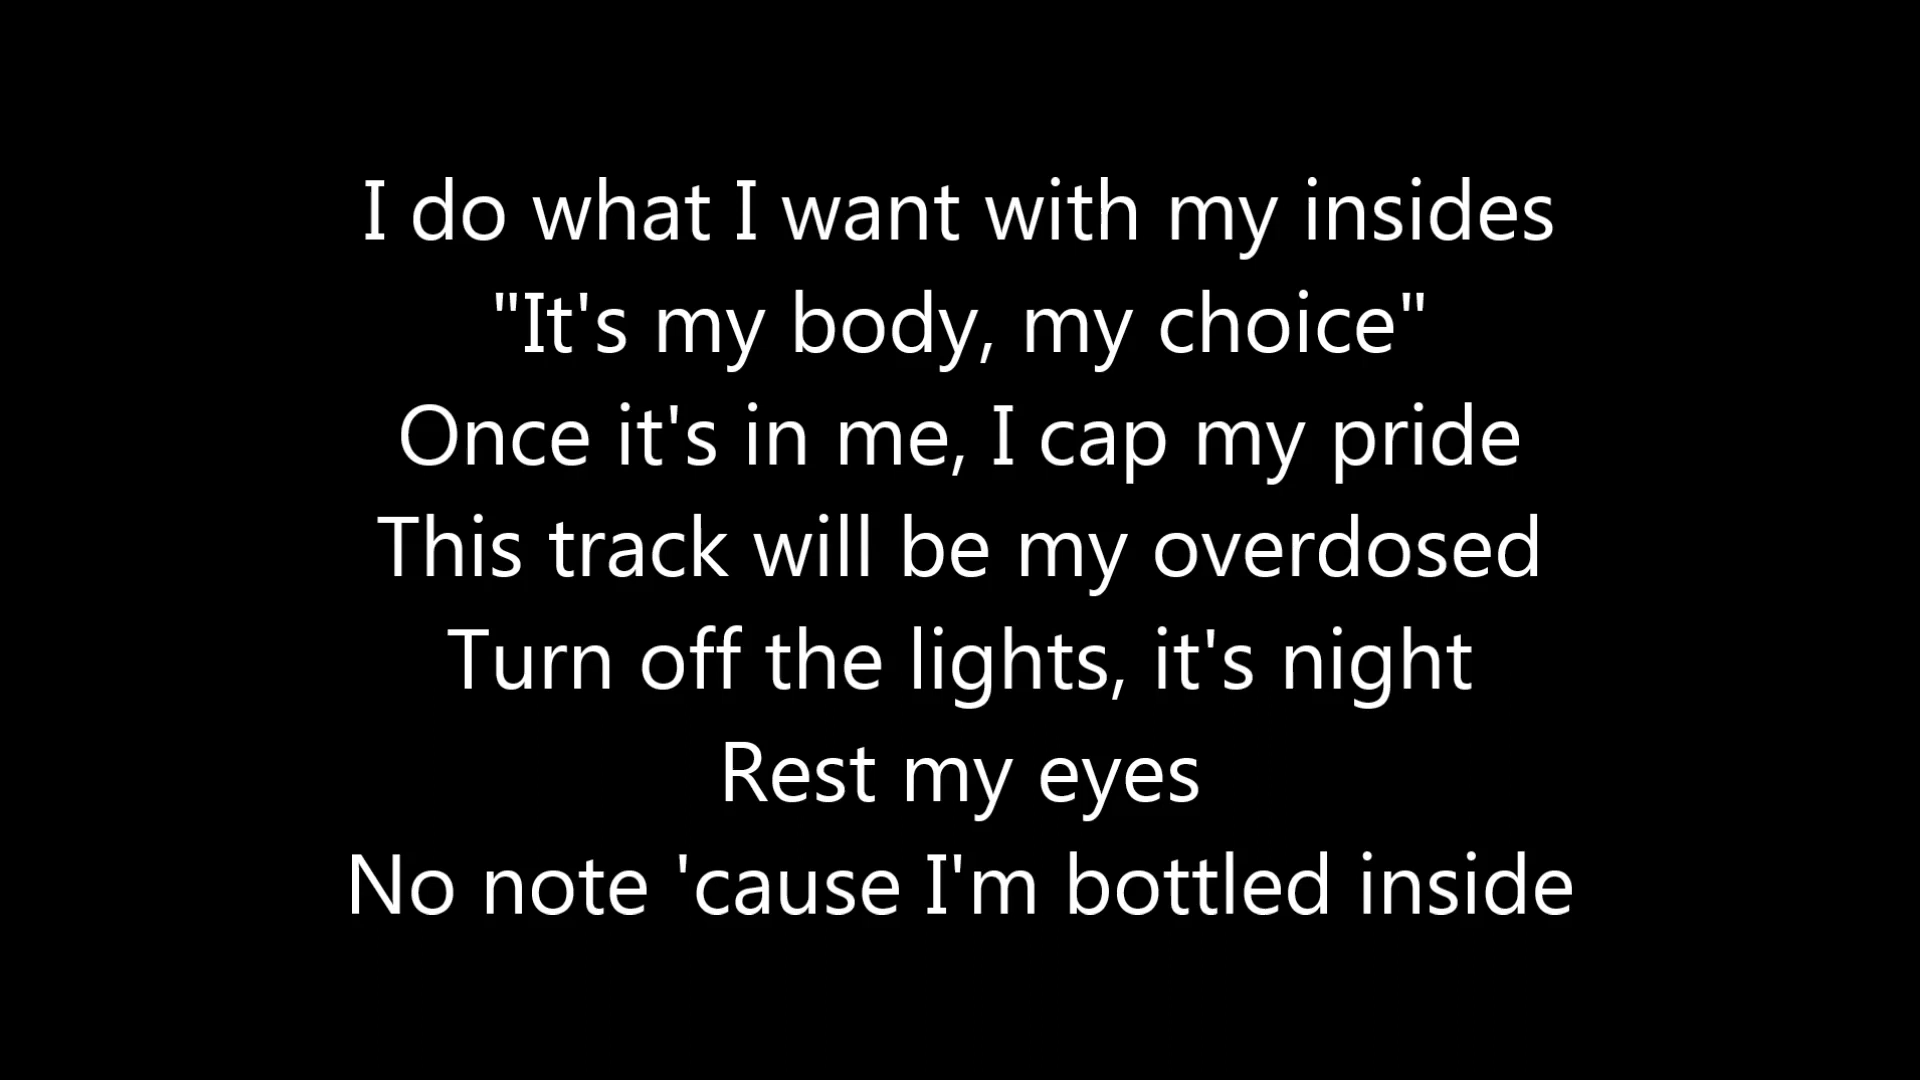 I do what I want with my insides
"It's my body, my choice"
Once it's in me, I cap my pride
This track will be my overdosed
Turn off the lights, it's night
Rest my eyes
No note 'cause I'm bottled inside